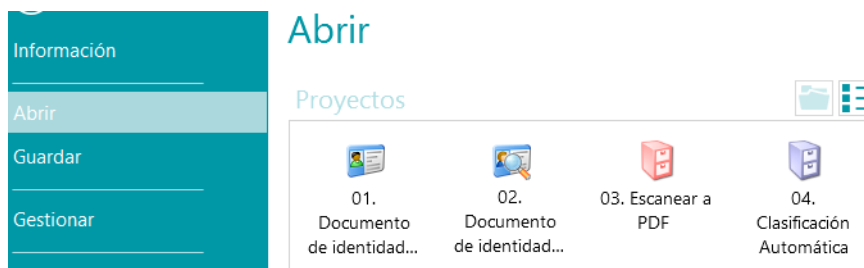 Abrir
Información
Proyectos
Abrir
Guardar
Gestionar
01.
Documento
de identidad...
02.
Documento
de identidad...
03. Escanear a
PDF
04.
Clasificación
Automática